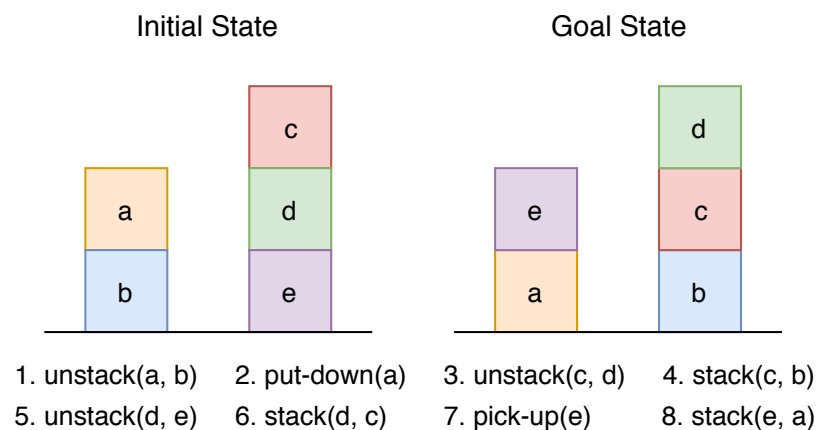 Initial State
Goal State
c
d
a
d
e
c
b
e
a
b
1. unstack(a, b) 2. put-down(a) 3. unstack(c, d) 4. stack(c, b)
5. unstack(d, e) 6. stack(d, c) 7. pick-up(e) 8. stack(e, a)